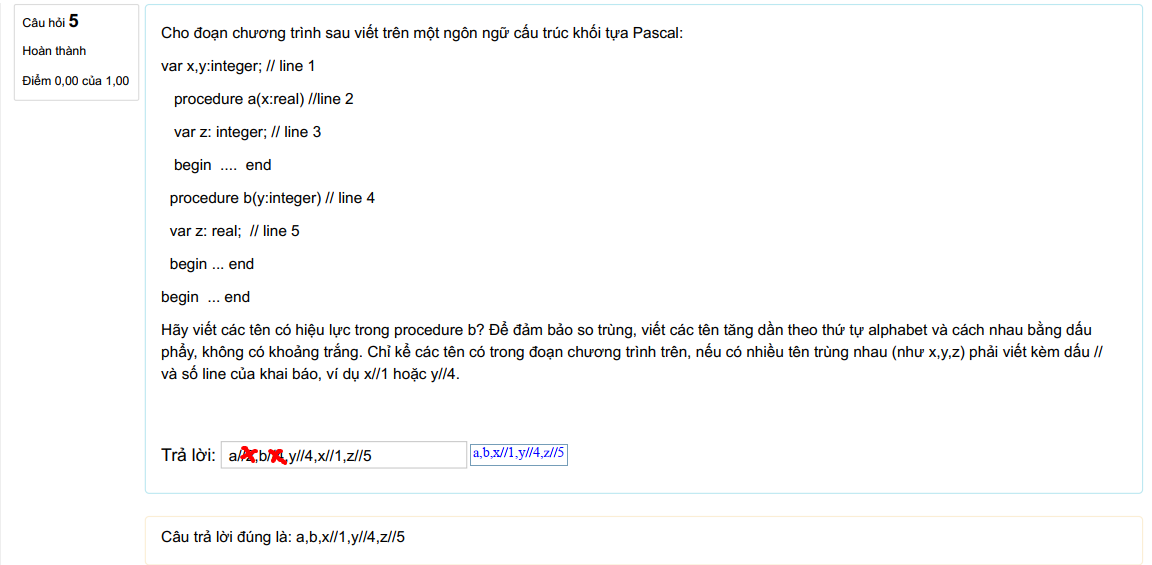 Câu hỏi 5
Hoàn thành
Điểm 0,00 của 1,00
Cho đoạn chương trình sau viết trên một ngôn ngữ cấu trúc khối tựa Pascal:
var x,y:integer; // line 1
procedure a(x:real) //line 2
var z: integer; // line 3
begin .... end
procedure b(y:integer) // line 4
var z: real; // line 5
begin ... end
begin ... end
Hãy viết các tên có hiệu lực trong procedure b? Để đảm bảo so trùng, viết các tên tăng dần theo thứ tự alphabet và cách nhau bằng dấu
phẩy, không có khoảng trắng. Chỉ kể các tên có trong đoạn chương trình trên, nếu có nhiều tên trùng nhau (như x,y,z) phải viết kèm dấu //
và số line của khai báo, ví dụ x//1 hoặc y//4.
Trả lời: a//2,b//4,y//4,x//1,z//5 a,b,x//1,y//4,z//5
Câu trả lời đúng là: a,b,x//1,y//4,z//5